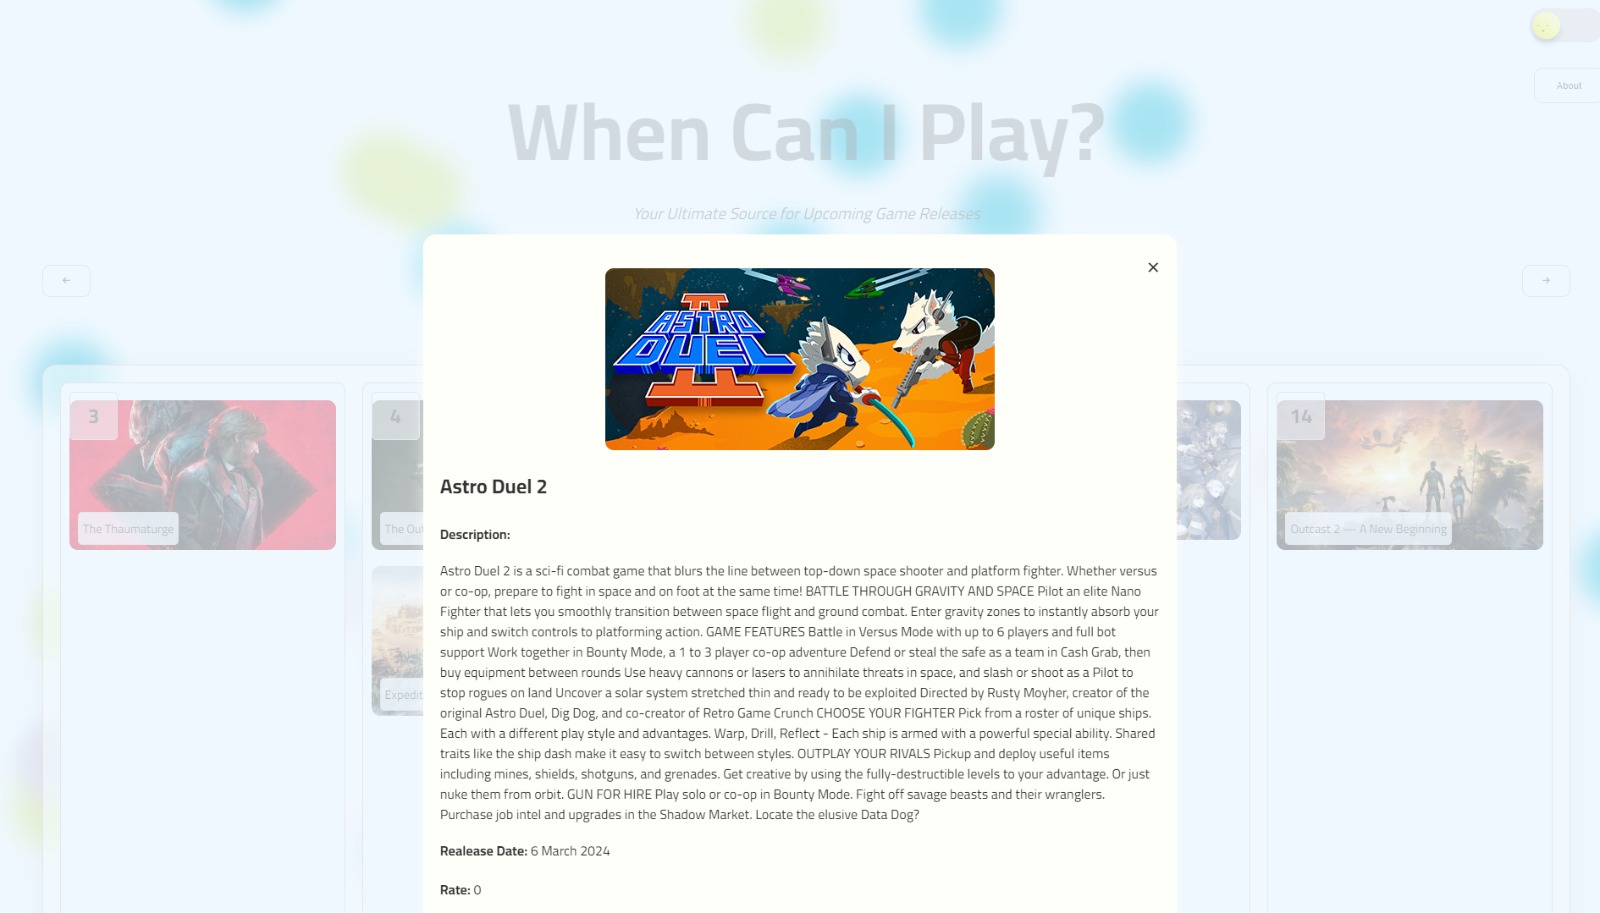 When Can I Play?
About
Your Ultimate Source for Upcoming Game Releases
←
→
×
II
ASTRO
DUEL
II
3
The Thaumaturge
4
The Out
Expedit
14
Outcast 2 — A New Beginning
Astro Duel 2
Description:
Astro Duel 2 is a sci-fi combat game that blurs the line between top-down space shooter and platform fighter. Whether versus
or co-op, prepare to fight in space and on foot at the same time! BATTLE THROUGH GRAVITY AND SPACE Pilot an elite Nano
Fighter that lets you smoothly transition between space flight and ground combat. Enter gravity zones to instantly absorb your
ship and switch controls to platforming action. GAME FEATURES Battle in Versus Mode with up to 6 players and full bot
support Work together in Bounty Mode, a 1 to 3 player co-op adventure Defend or steal the safe as a team in Cash Grab, then
buy equipment between rounds Use heavy cannons or lasers to annihilate threats in space, and slash or shoot as a Pilot to
stop rogues on land Uncover a solar system stretched thin and ready to be exploited Directed by Rusty Moyher, creator of the
original Astro Duel, Dig Dog, and co-creator of Retro Game Crunch CHOOSE YOUR FIGHTER Pick from a roster of unique ships.
Each with a different play style and advantages. Warp, Drill, Reflect - Each ship is armed with a powerful special ability. Shared
traits like the ship dash make it easy to switch between styles. OUTPLAY YOUR RIVALS Pickup and deploy useful items
including mines, shields, shotguns, and grenades. Get creative by using the fully-destructible levels to your advantage. Or just
nuke them from orbit. GUN FOR HIRE Play solo or co-op in Bounty Mode. Fight off savage beasts and their wranglers.
Purchase job intel and upgrades in the Shadow Market. Locate the elusive Data Dog?
Realease Date: 6 March 2024
Rate: 0